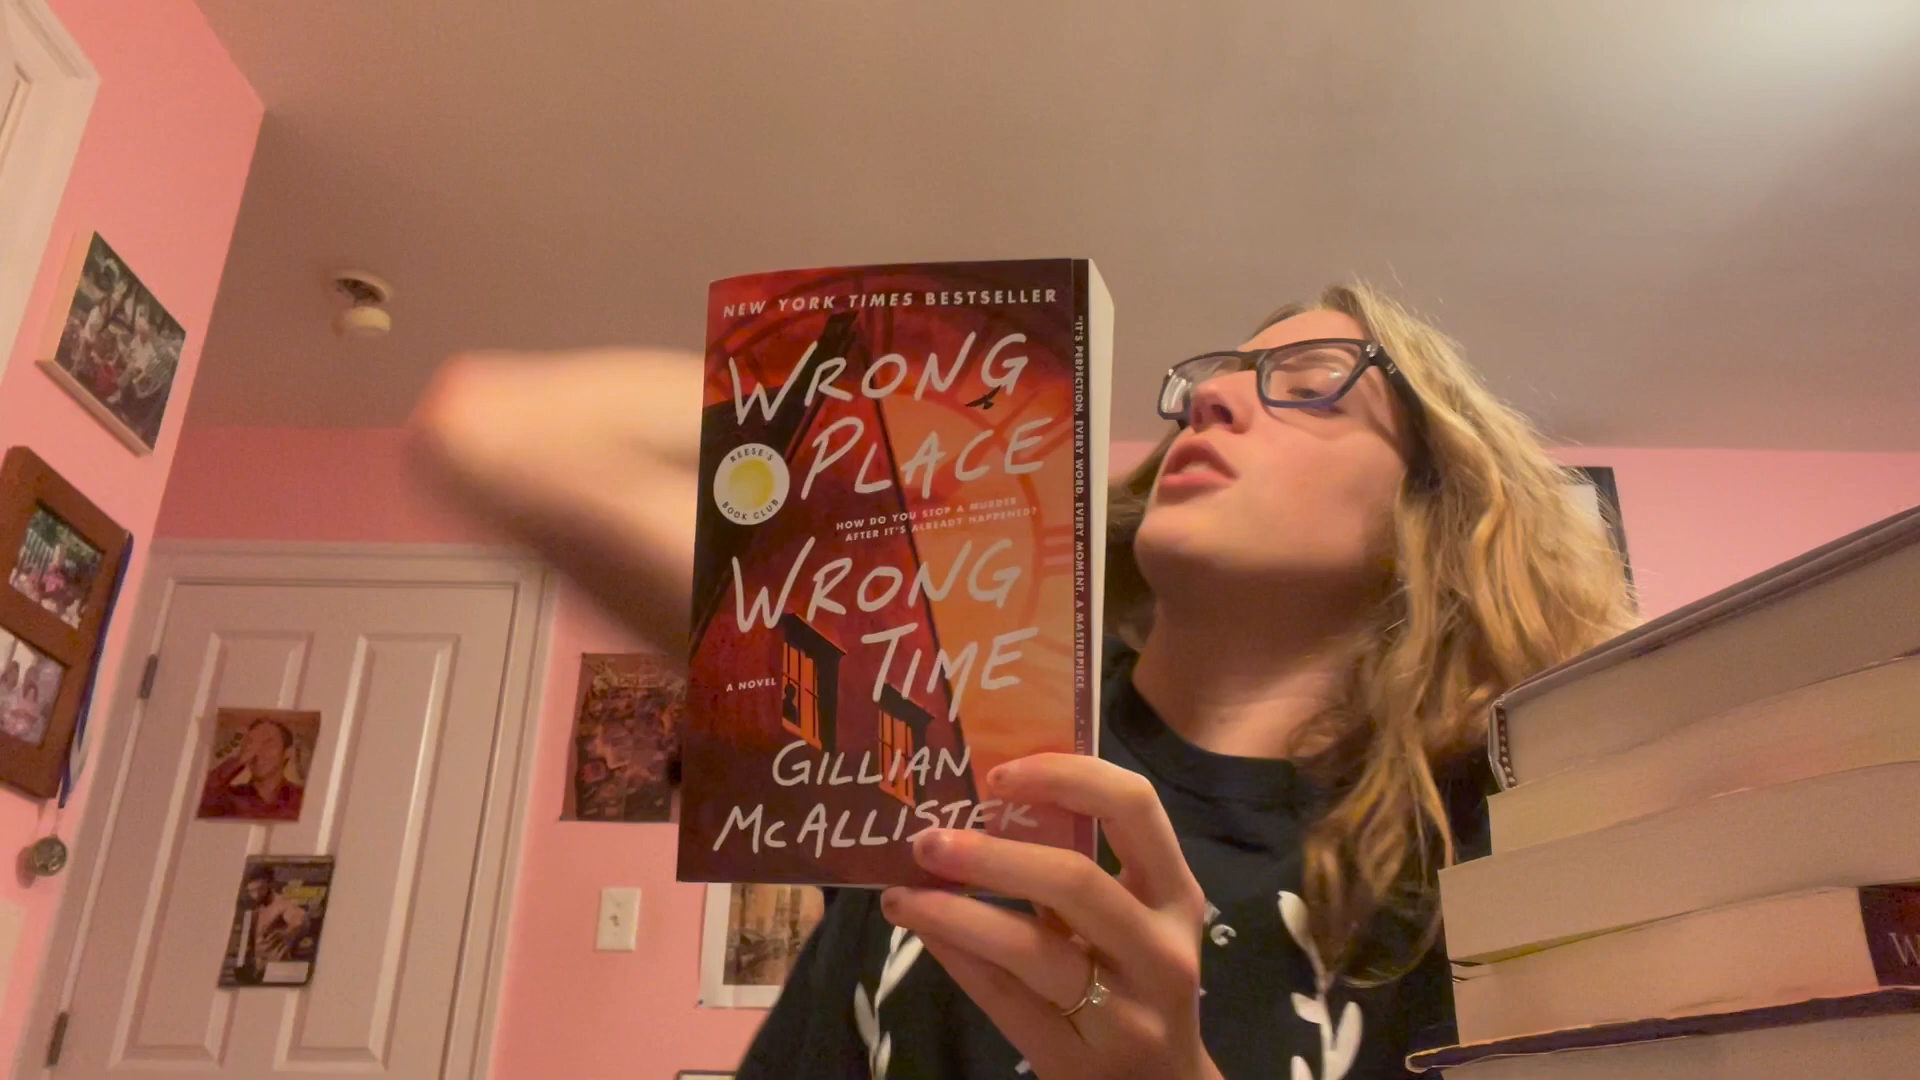 NEW YORK TIMES BESTSELLER
WRONG
PLACE
REESE'S
BOOK CLUB
HOW DO YOU STOP A MURDER
AFTER IT'S ALREADY HAPPENED?
WRONG
TIME
A NOVEL
GILLIAN
MCALLISTER
"IT'S PERFECTION, EVERY WORD, EVERY MOMENT. A MASTERPIECE. . . ."